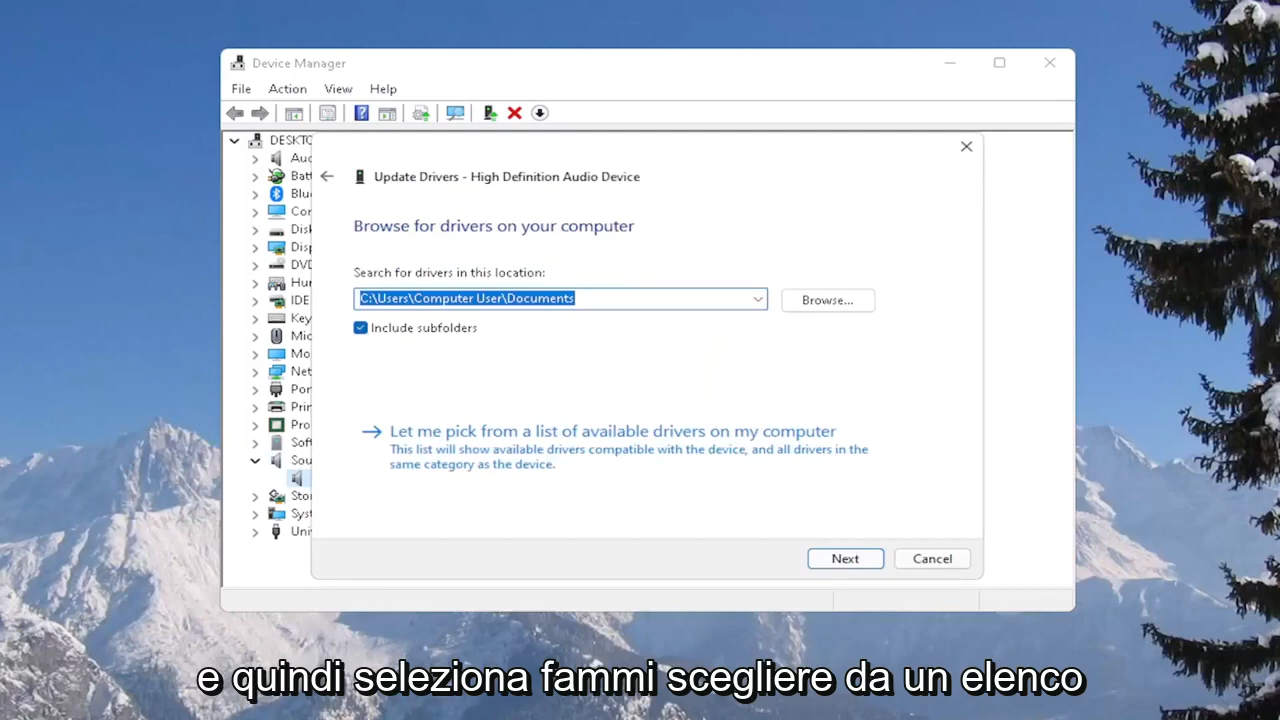 Device Manager
File Action View Help
DESKTO
Aud
Batt
Blu
Cor
Disk
Disp
DVD
Hur
IDE
Key
Mic
Mo
Net
Por
Prin
Pro
Soft
Sou
Stor
Syst
Univ
Update Drivers - High Definition Audio Device
Browse for drivers on your computer
Search for drivers in this location:
C:\Users\Computer User\Documents
Browse...
Include subfolders
Let me pick from a list of available drivers on my computer
This list will show available drivers compatible with the device, and all drivers in the
same category as the device.
Next
Cancel
e quindi seleziona fammi scegliere da un elenco